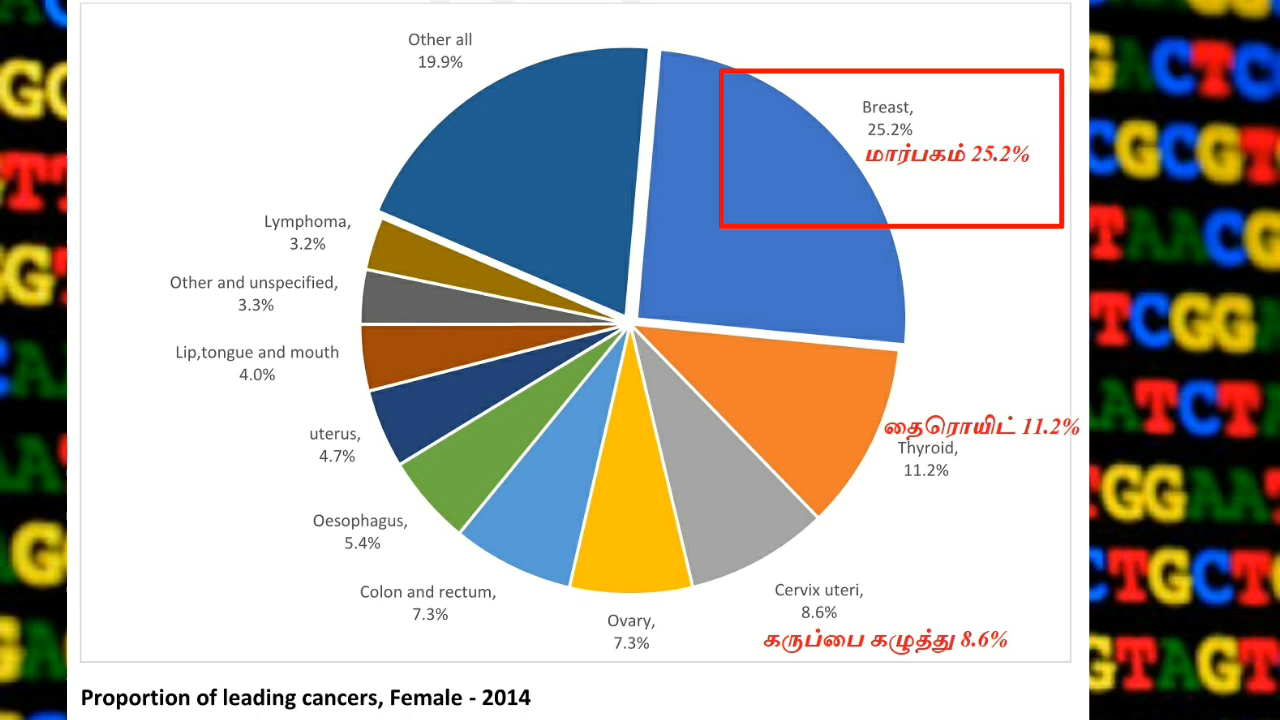 Other all
19.9%
Breast,
25.2%
மார்பகம் 25.2%
Lymphoma,
3.2%
Other and unspecified,
3.3%
Lip,tongue and mouth
4.0%
தைரொயிட் 11.2%
Thyroid,
11.2%
uterus,
4.7%
Oesophagus,
5.4%
Colon and rectum,
7.3%
Ovary,
7.3%
Cervix uteri,
8.6%
கருப்பை கழுத்து 8.6%
Proportion of leading cancers, Female - 2014